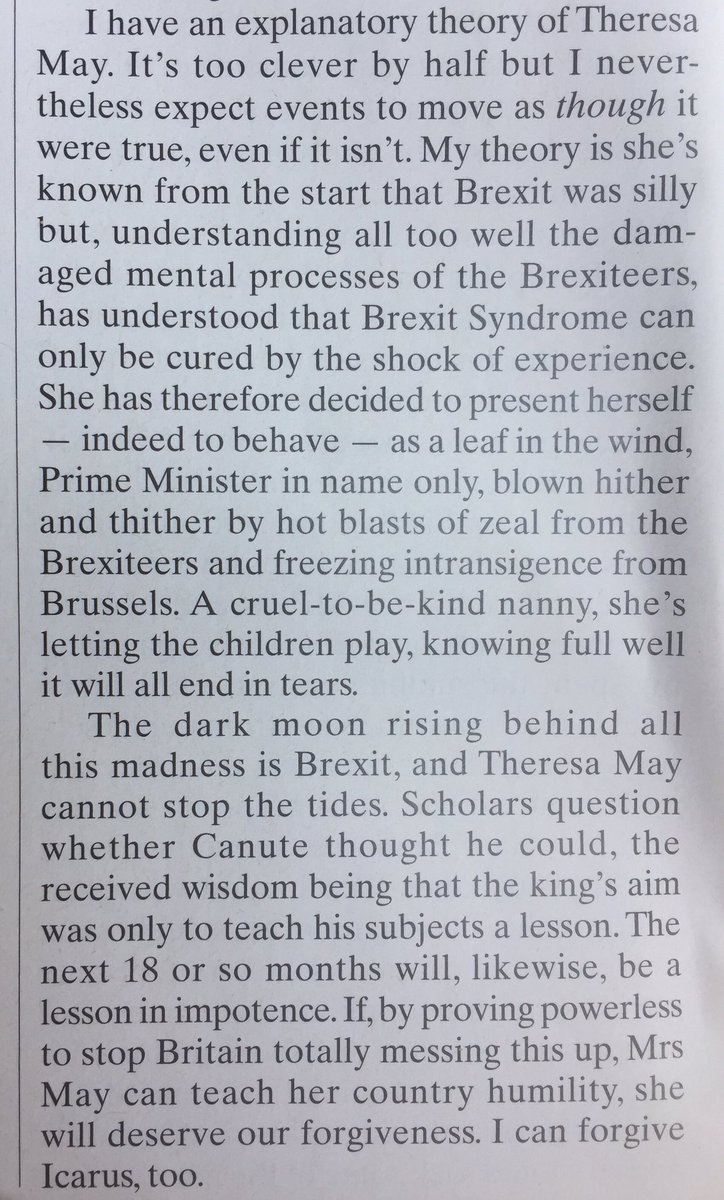 I have an explanatory theory of Theresa
May. It's too clever by half but I never-
theless expect events to move as though it
were true, even if it isn't. My theory is she's
known from the start that Brexit was silly
but, understanding all too well the dam-
aged mental processes of the Brexiteers,
has understood that Brexit Syndrome can
only be cured by the shock of experience.
She has therefore decided to present herself
— indeed to behave — as a leaf in the wind,
Prime Minister in name only, blown hither
and thither by hot blasts of zeal from the
Brexiteers and freezing intransigence from
Brussels. A cruel-to-be-kind nanny, she's
letting the children play, knowing full well
it will all end in tears.
The dark moon rising behind all
this madness is Brexit, and Theresa May
cannot stop the tides. Scholars question
whether Canute thought he could, the
received wisdom being that the king's aim
was only to teach his subjects a lesson. The
next 18 or so months will, likewise, be a
lesson in impotence. If, by proving powerless
to stop Britain totally messing this up, Mrs
May can teach her country humility, she
will deserve our forgiveness. I can forgive
Icarus, too.